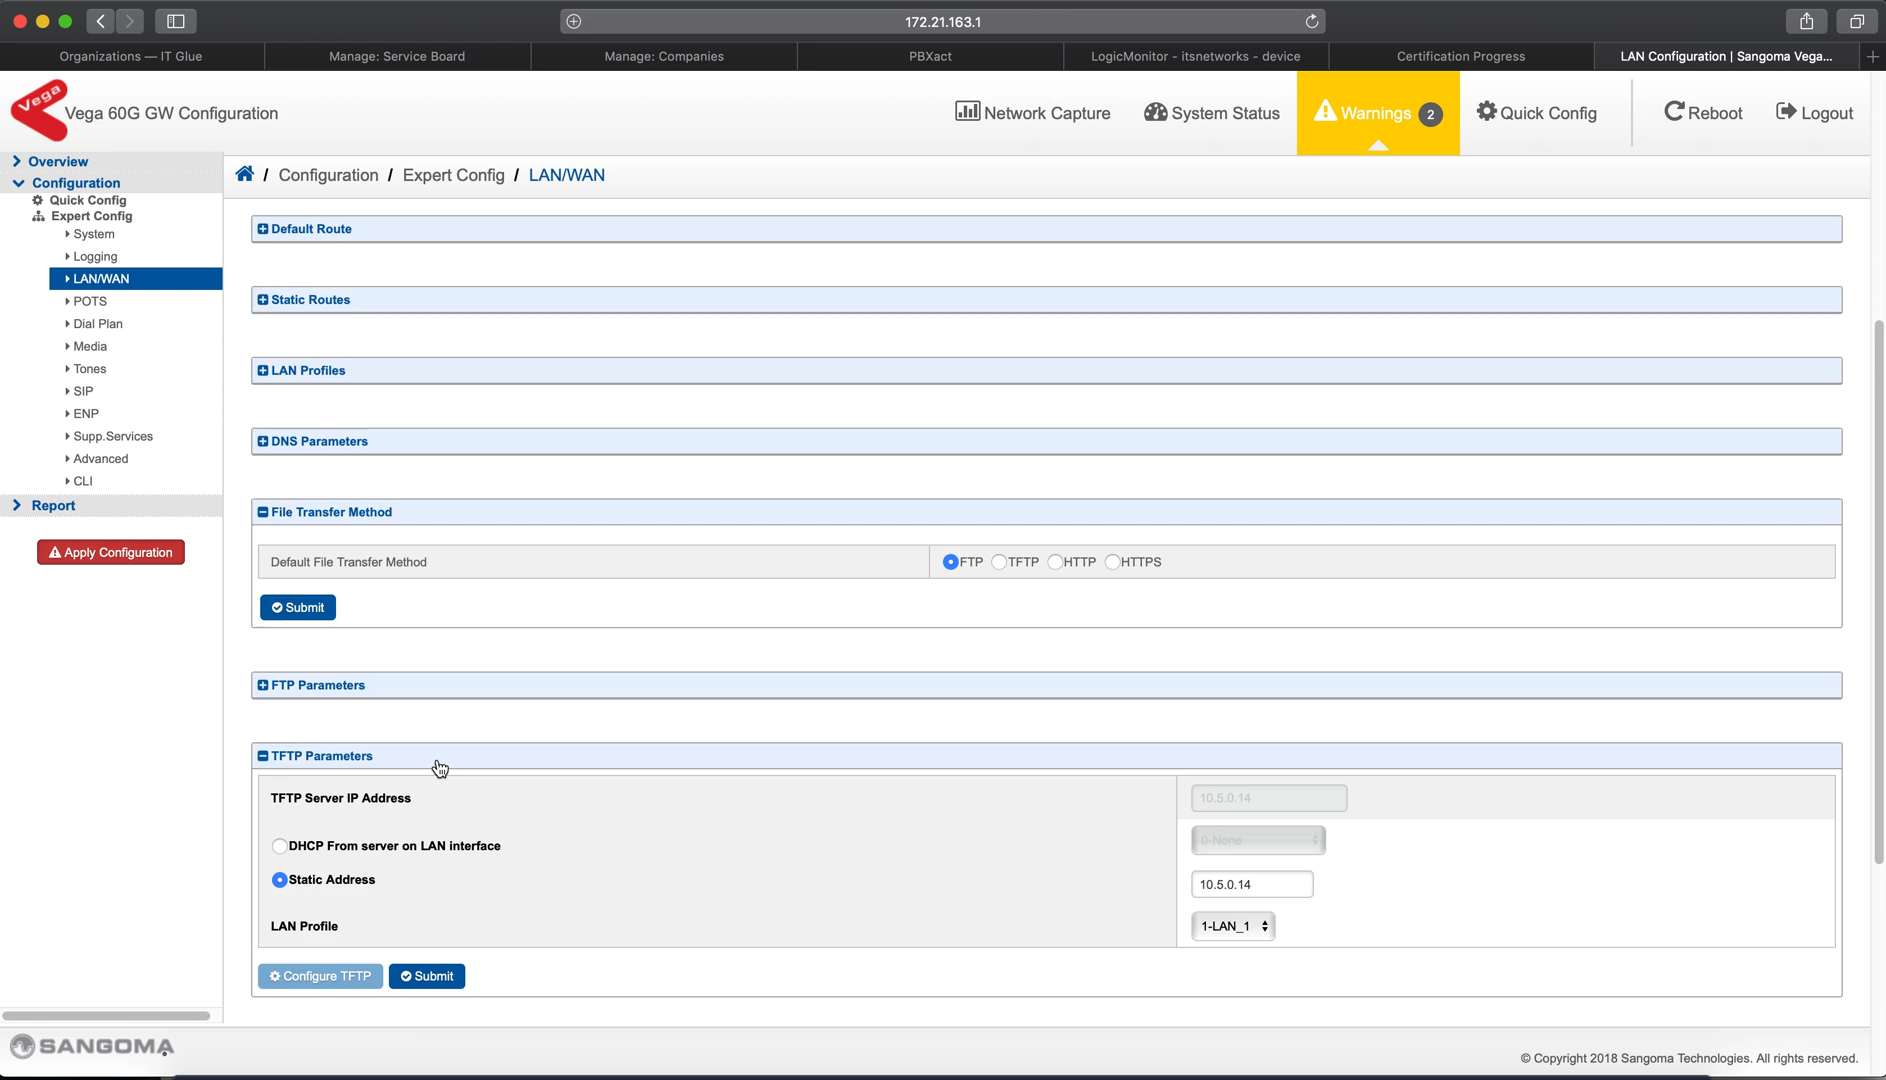 172.21.163.1
Organizations — IT Glue
Manage: Service Board
Manage: Companies
PBXact
LogicMonitor - itsnetworks - device
Certification Progress
LAN Configuration | Sangoma Vega...
Vega
Vega 60G GW Configuration
Network Capture
System Status
Warnings 2
Quick Config
Reboot
Logout
Overview
Configuration
Quick Config
Expert Config
System
Logging
LAN/WAN
POTS
Dial Plan
Media
Tones
SIP
ENP
Supp.Services
Advanced
CLI
Report
Apply Configuration
/ Configuration / Expert Config / LAN/WAN
Default Route
Static Routes
LAN Profiles
DNS Parameters
File Transfer Method
Default File Transfer Method
FTP TFTP HTTP HTTPS
Submit
FTP Parameters
TFTP Parameters
TFTP Server IP Address
10.5.0.14
DHCP From server on LAN interface
0-None
Static Address
10.5.0.14
LAN Profile
1-LAN_1
Configure TFTP
Submit
SANGOMA
© Copyright 2018 Sangoma Technologies. All rights reserved.